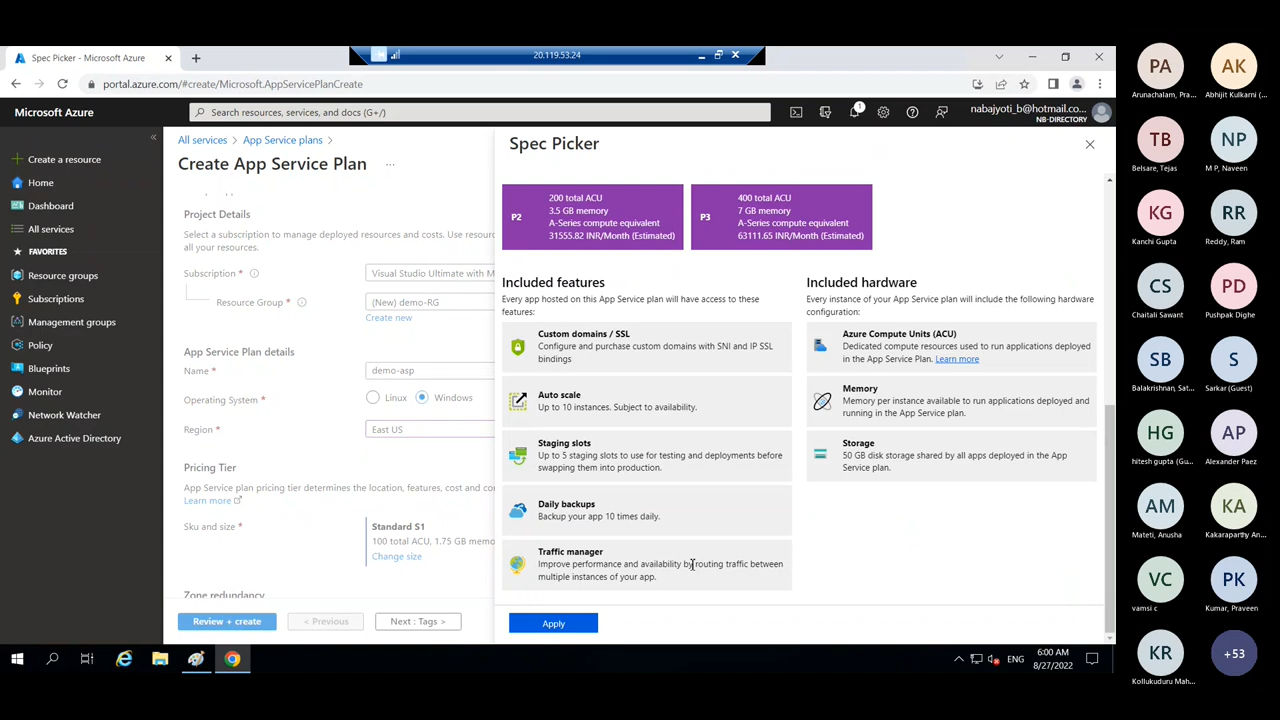 Spec Picker - Microsoft Azure
20.119.53.24
portal.azure.com/#create/Microsoft.AppServicePlanCreate
Microsoft Azure
Search resources, services, and docs (G+/)
1
nabajyoti_b@hotmail.co...
NB-DIRECTORY
Create a resource
Home
Dashboard
All services
FAVORITES
Resource groups
Subscriptions
Management groups
Policy
Blueprints
Monitor
Network Watcher
Azure Active Directory
All services > App Service plans >
Create App Service Plan ...
Project Details
Select a subscription to manage deployed resources and costs. Use resour
all your resources.
Subscription *
Visual Studio Ultimate with M
Resource Group *
(New) demo-RG
Create new
App Service Plan details
Name *
demo-asp
Operating System *
Linux
Windows
Region *
East US
Pricing Tier
App Service plan pricing tier determines the location, features, cost and co
Learn more
Sku and size *
Standard S1
100 total ACU, 1.75 GB memo
Change size
Zone redundancy
Review + create
< Previous
Next : Tags >
Spec Picker
P2
200 total ACU
3.5 GB memory
A-Series compute equivalent
31555.82 INR/Month (Estimated)
P3
400 total ACU
7 GB memory
A-Series compute equivalent
63111.65 INR/Month (Estimated)
Included features
Every app hosted on this App Service plan will have access to these
features:
Custom domains / SSL
Configure and purchase custom domains with SNI and IP SSL
bindings
Auto scale
Up to 10 instances. Subject to availability.
Staging slots
Up to 5 staging slots to use for testing and deployments before
swapping them into production.
Daily backups
Backup your app 10 times daily.
Traffic manager
Improve performance and availability by routing traffic between
multiple instances of your app.
Included hardware
Every instance of your App Service plan will include the following hardware
configuration:
Azure Compute Units (ACU)
Dedicated compute resources used to run applications deployed
in the App Service Plan. Learn more
Memory
Memory per instance available to run applications deployed and
running in the App Service plan.
Storage
50 GB disk storage shared by all apps deployed in the App
Service plan.
Apply
ENG
6:00 AM
8/27/2022
PA
Arunachalam, Pra...
AK
Abhijit Kulkarni (...
TB
Belsare, Tejas
NP
M P, Naveen
KG
Kanchi Gupta
RR
Reddy, Ram
CS
Chaitali Sawant
PD
Pushpak Dighe
SB
Balakrishnan, Sat...
S
Sarkar (Guest)
HG
hitesh gupta (Gu...
AP
Alexander Paez
AM
Mateti, Anusha
KA
Kakaraparthy An...
VC
vamsi c
PK
Kumar, Praveen
KR
Kollukuduru Mah...
+53